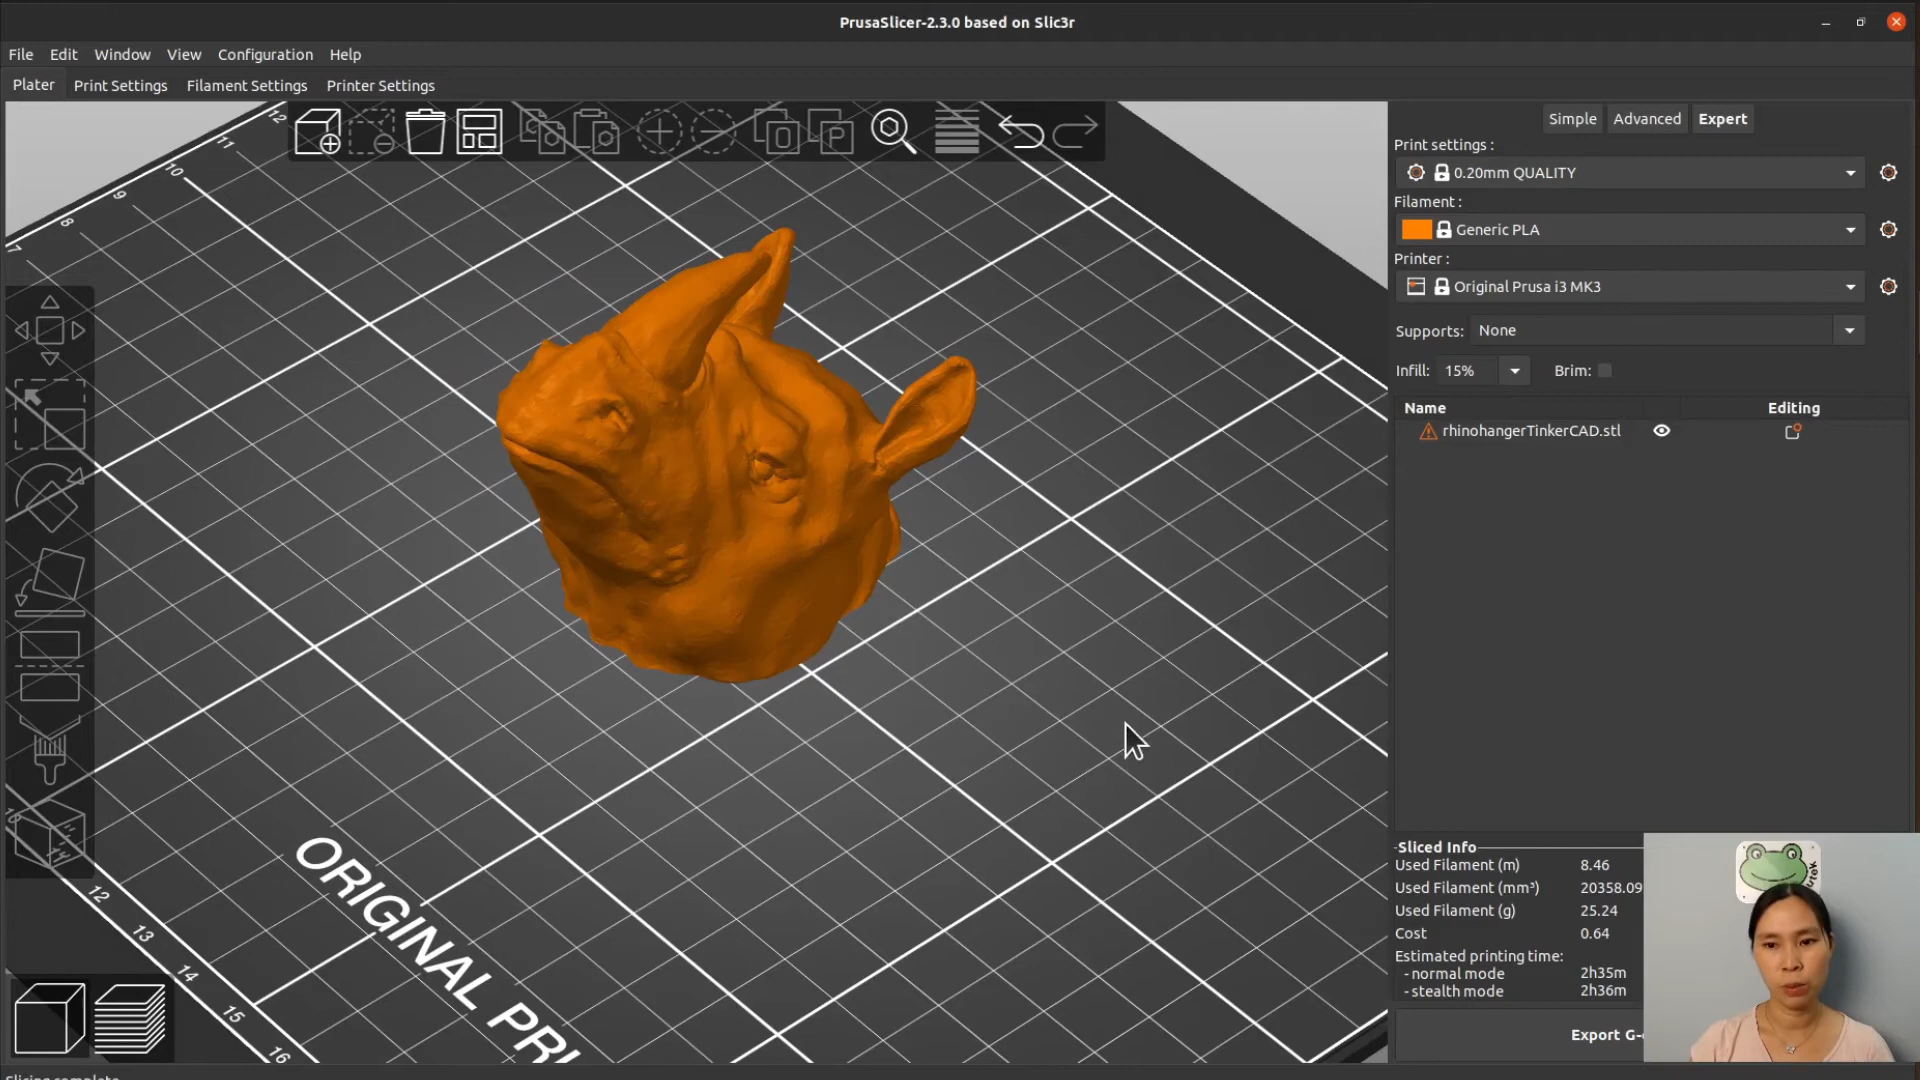 PrusaSlicer-2.3.0 based on Slic3r
File Edit Window View Configuration Help
Plater Print Settings Filament Settings Printer Settings
Simple Advanced Expert
Print settings :
0.20mm QUALITY
Filament :
Generic PLA
Printer :
Original Prusa i3 MK3
Supports: None
Infill: 15% Brim:
Name Editing
rhinohangerTinkerCAD.stl
12
11
10
9
8
7
ORIGINAL PRU
12
13
14
15
16
Sliced Info
Used Filament (m) 8.46
Used Filament (mm³) 20358.09
Used Filament (g) 25.24
Cost 0.64
Estimated printing time:
- normal mode 2h35m
- stealth mode 2h36m
Export G-
Slicing complete